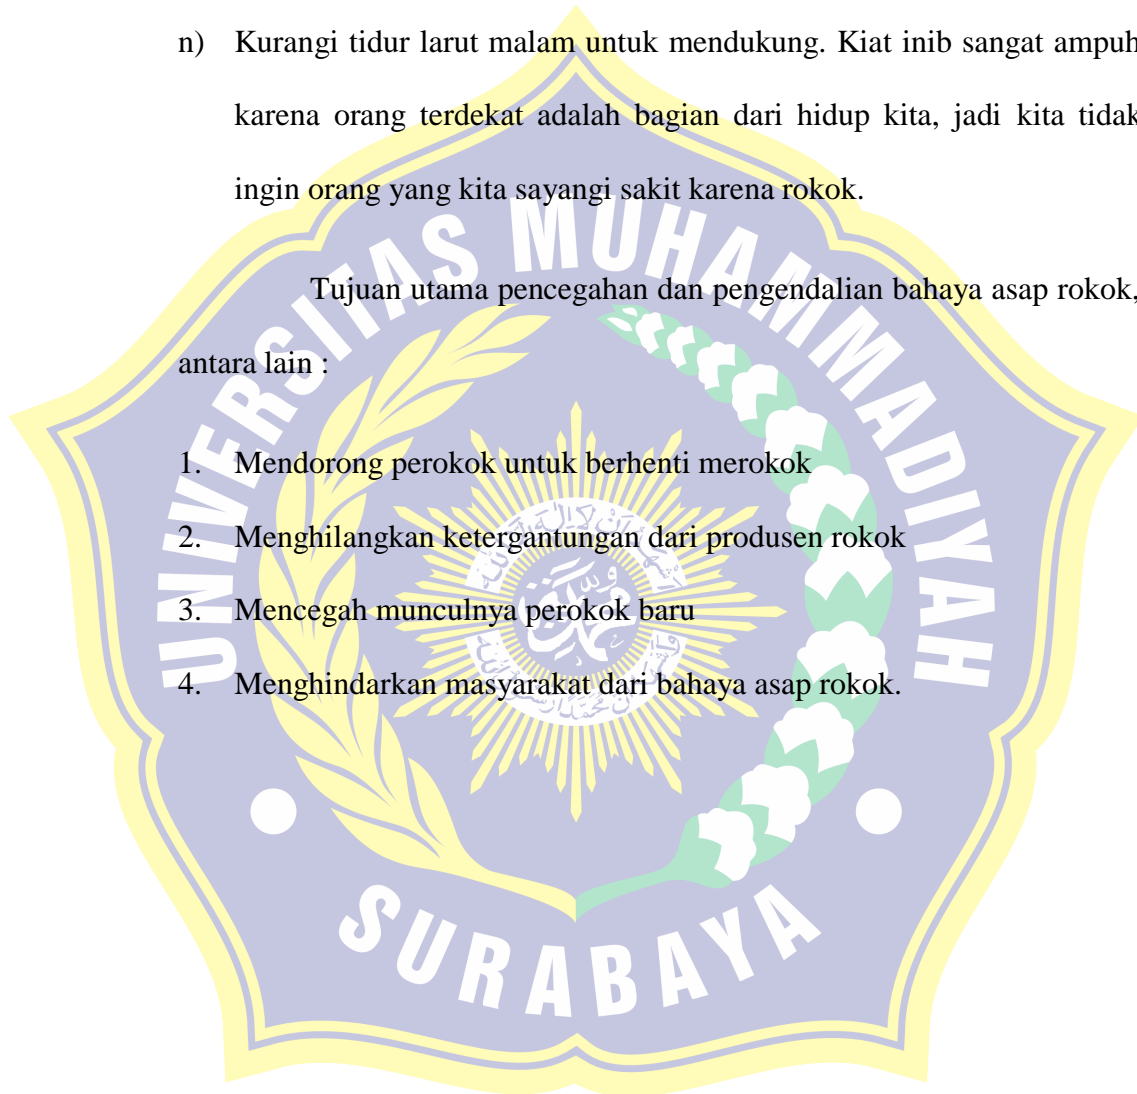 n) Kurangi tidur larut malam untuk mendukung. Kiat inib sangat ampuh
karena orang terdekat adalah bagian dari hidup kita, jadi kita tidak
ingin orang yang kita sayangi sakit karena rokok.
Tujuan utama pencegahan dan pengendalian bahaya asap rokok,
antara lain :
1. Mendorong perokok untuk berhenti merokok
2. Menghilangkan ketergantungan dari produsen rokok
3. Mencegah munculnya perokok baru
4. Menghindarkan masyarakat dari bahaya asap rokok.
UNIVERSITAS MUHAMMADIYAH
SURABAYA